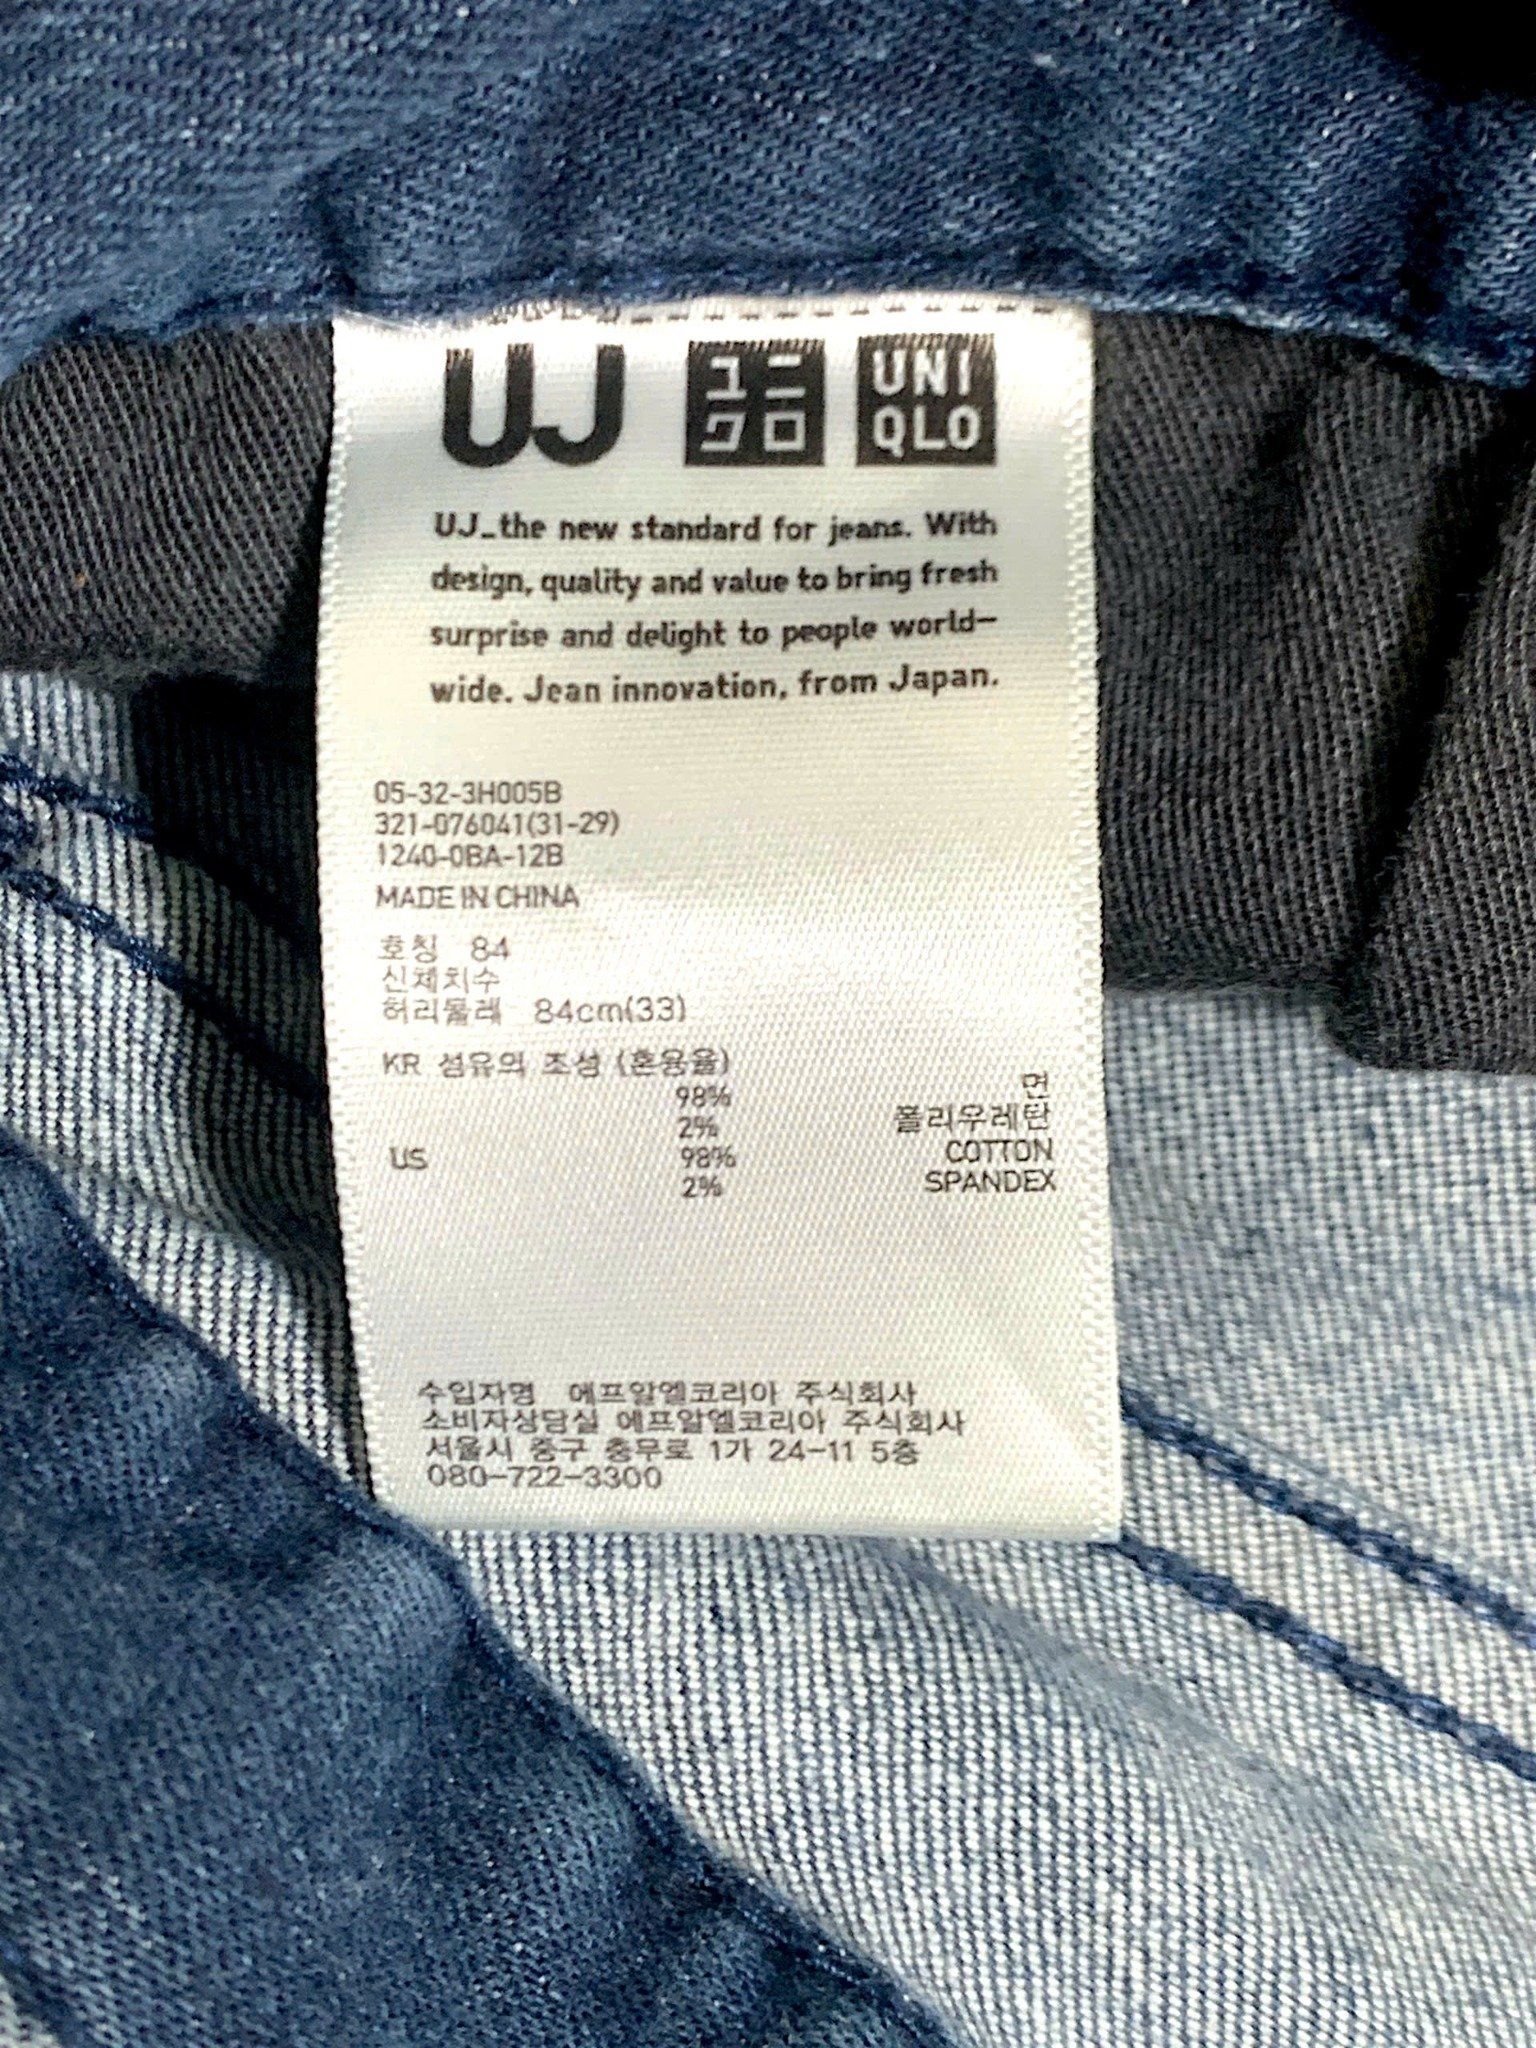 UJ ユニクロ UNIQLO
UJ_the new standard for jeans. With
design, quality and value to bring fresh
surprise and delight to people world-
wide. Jean innovation, from Japan.
05-32-3H005B
321-076041(31-29)
1240-0BA-12B
MADE IN CHINA
호칭 84
신체치수
허리둘레 84cm(33)
KR 섬유의 조성 (혼용율)
98% 면
2% 폴리우레탄
US 98% COTTON
2% SPANDEX
수입자명 에프알엘코리아 주식회사
소비자상담실 에프알엘코리아 주식회사
서울시 중구 충무로 1가 24-11 5층
080-722-3300